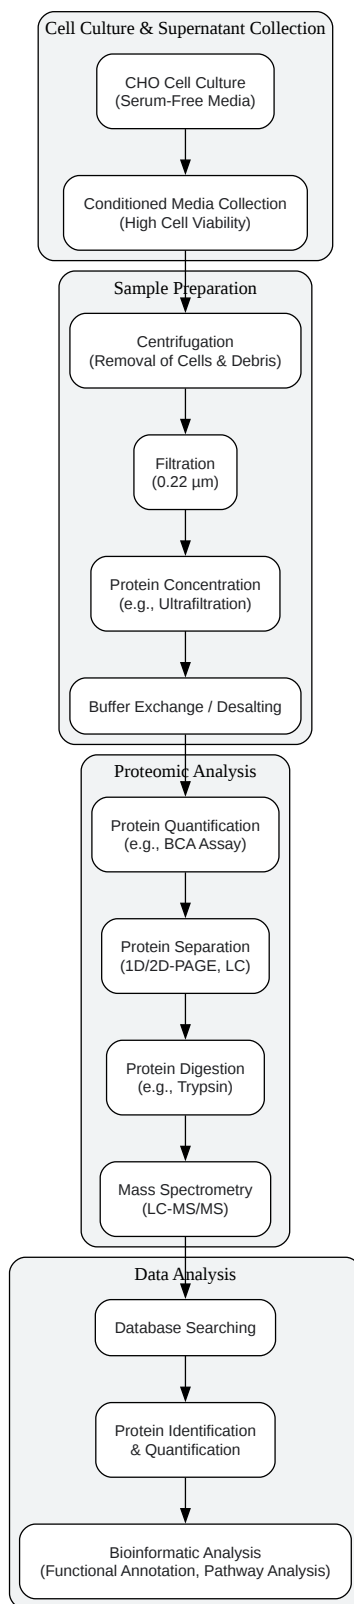 Cell Culture & Supernatant Collection
CHO Cell Culture
(Serum-Free Media)
Conditioned Media Collection
(High Cell Viability)
Sample Preparation
Centrifugation
(Removal of Cells & Debris)
Filtration
(0.22 µm)
Protein Concentration
(e.g., Ultrafiltration)
Buffer Exchange / Desalting
Proteomic Analysis
Protein Quantification
(e.g., BCA Assay)
Protein Separation
(1D/2D-PAGE, LC)
Protein Digestion
(e.g., Trypsin)
Mass Spectrometry
(LC-MS/MS)
Data Analysis
Database Searching
Protein Identification
& Quantification
Bioinformatic Analysis
(Functional Annotation, Pathway Analysis)